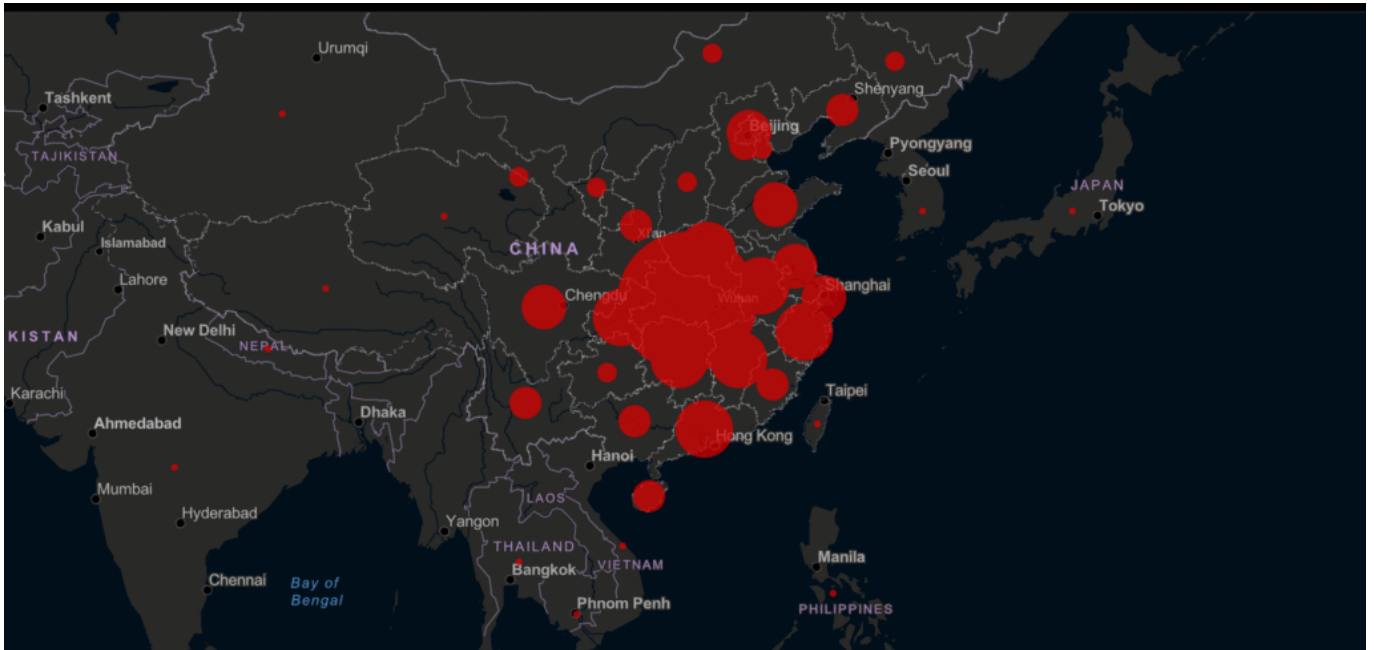 Urumqi
Tashkent
Shenyang
Beijing
TAJIKISTAN
Pyongyang
Seoul
JAPAN
Tokyo
Kabul
Islamabad
CHINA
Xi'an
Lahore
Chengdu
Wuhan
Shanghai
New Delhi
KISTAN
NEPAL
Karachi
Taipei
Dhaka
Ahmedabad
Hong Kong
Hanoi
Mumbai
LAOS
Hyderabad
Yangon
THAILAND
Manila
VIETNAM
Bangkok
Chennai
Bay of
Bengal
Phnom Penh
PHILIPPINES